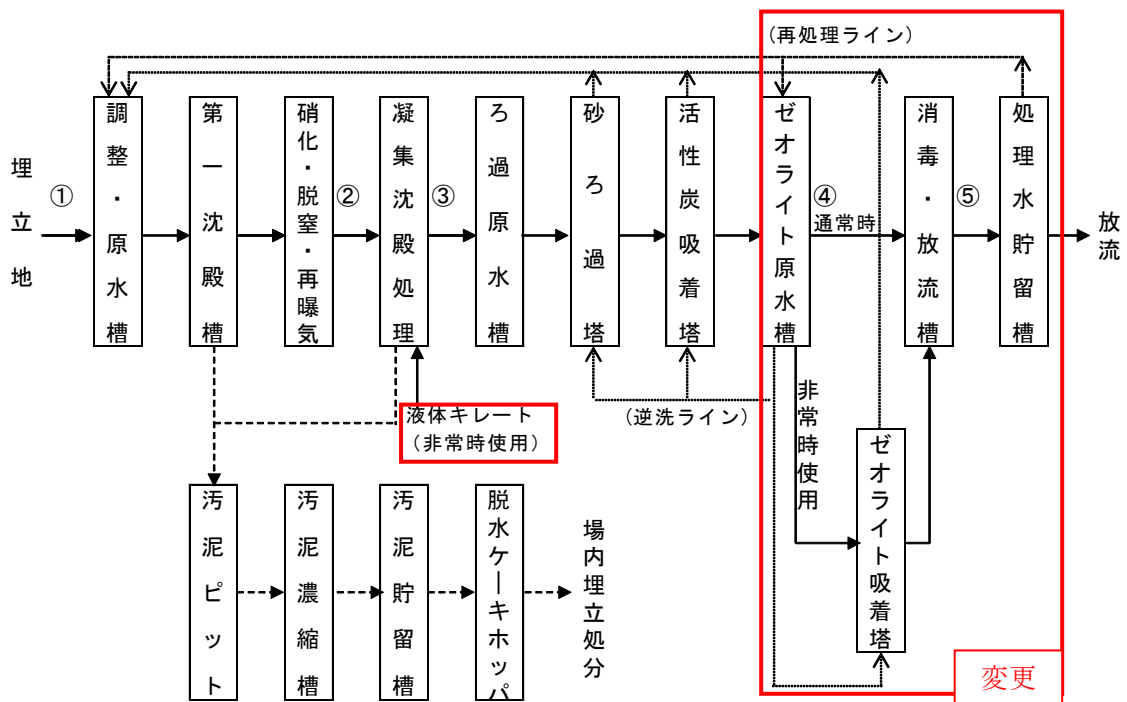 (再処理ライン)
埋立地
①
調整・原水槽
第一沈殿槽
硝化・脱窒・再曝気
②
凝集沈殿処理
③
ろ過原水槽
砂ろ過塔
活性炭吸着塔
ゼオライト原水槽
④
通常時
消毒・放流槽
⑤
処理水貯留槽
放流
液体キレート
(非常時使用)
(逆洗ライン)
非常時使用
ゼオライト吸着塔
汚泥ピット
汚泥濃縮槽
汚泥貯留槽
脱水ケーキホッパ
場内埋立処分
変更